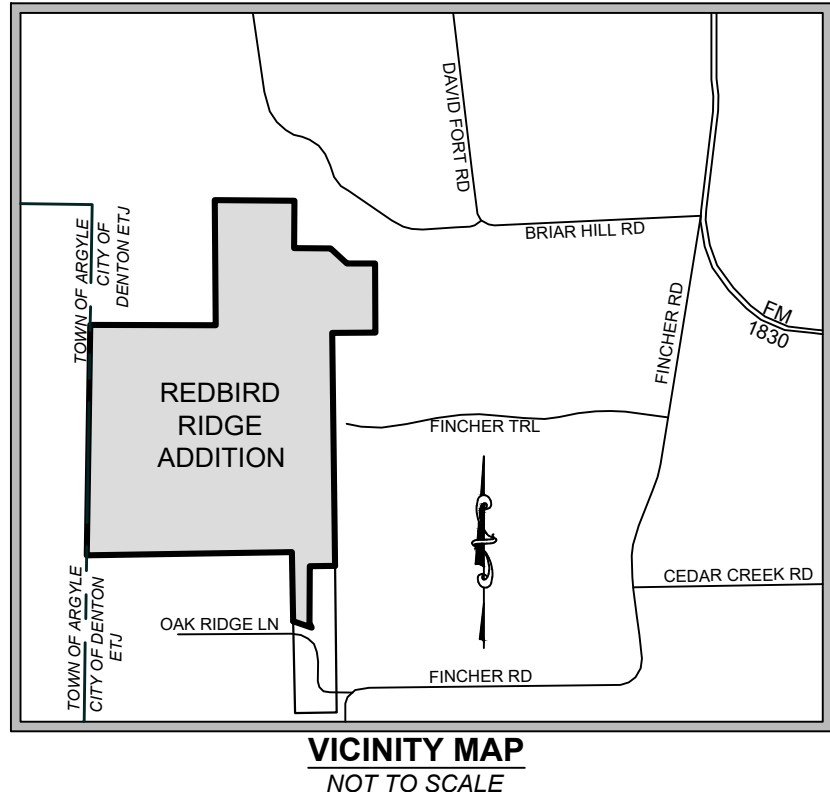 DAVID FORT RD
BRIAR HILL RD
TOWN OF ARGYLE
CITY OF
DENTON ETJ
FINCHER RD
FM
1830
REDBIRD
RIDGE
ADDITION
FINCHER TRL
CEDAR CREEK RD
TOWN OF ARGYLE
CITY OF DENTON
ETJ
OAK RIDGE LN
FINCHER RD
VICINITY MAP
NOT TO SCALE